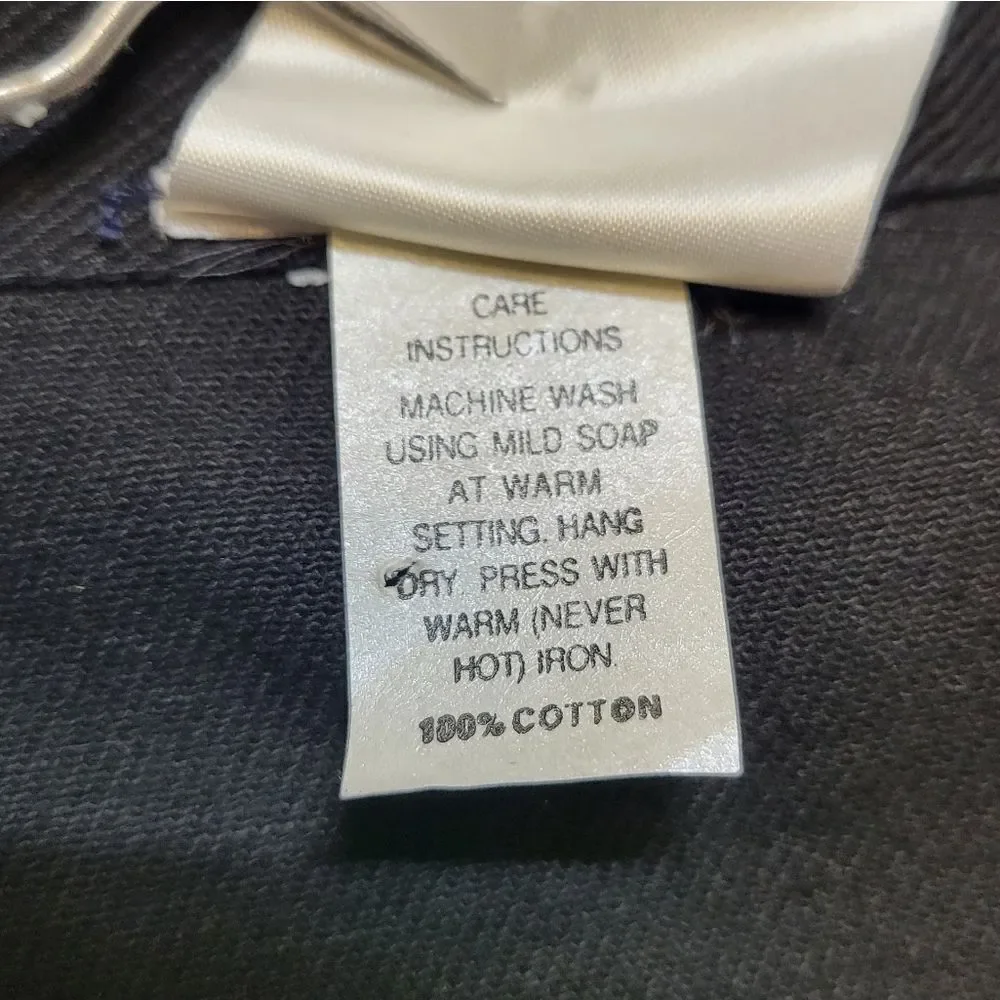 CARE
INSTRUCTIONS
MACHINE WASH
USING MILD SOAP
AT WARM
SETTING. HANG
DRY. PRESS WITH
WARM (NEVER
HOT) IRON.
100% COTTON